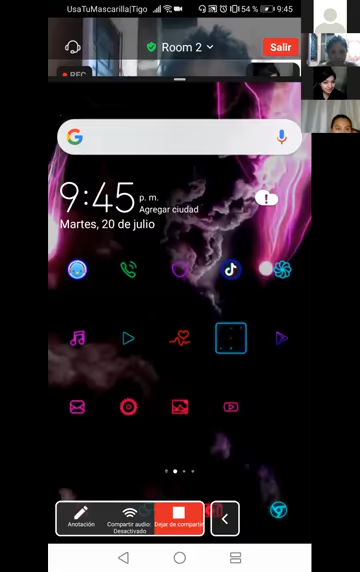 UsaTuMascarilla|Tigo 54 % 9:45
Room 2
Salir
REC
9:45 p. m.
Agregar ciudad
Martes, 20 de julio
Anotación
Compartir audio: Desactivado
Dejar de compartir